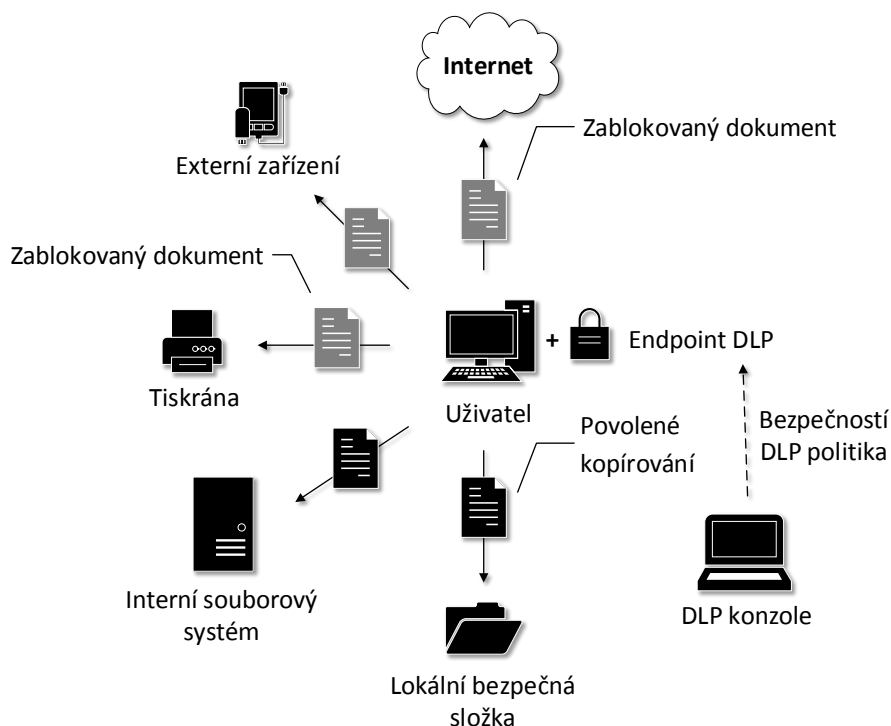 Internet
Zablokovaný dokument
Externí zařízení
Zablokovaný dokument
Tiskrána
Uživatel
+
Endpoint DLP
Bezpečností
DLP politika
Povolené
kopírování
Interní souborový
systém
DLP konzole
Lokální bezpečná
složka